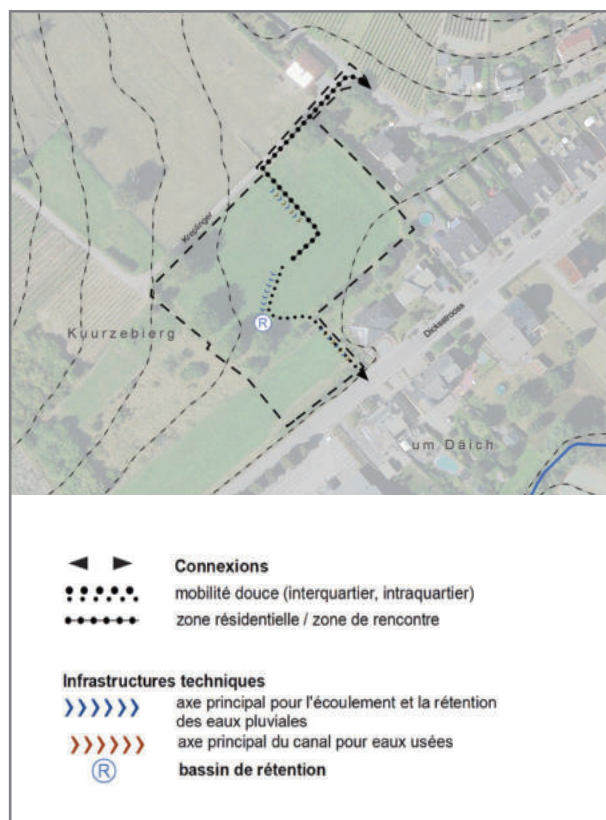 Kreplinger
Kuurzebierg
Dicksstrooss
um Däich
R
Connexions
mobilité douce (interquartier, intraquartier)
zone résidentielle / zone de rencontre
Infrastructures techniques
axe principal pour l'écoulement et la rétention
des eaux pluviales
axe principal du canal pour eaux usées
R bassin de rétention